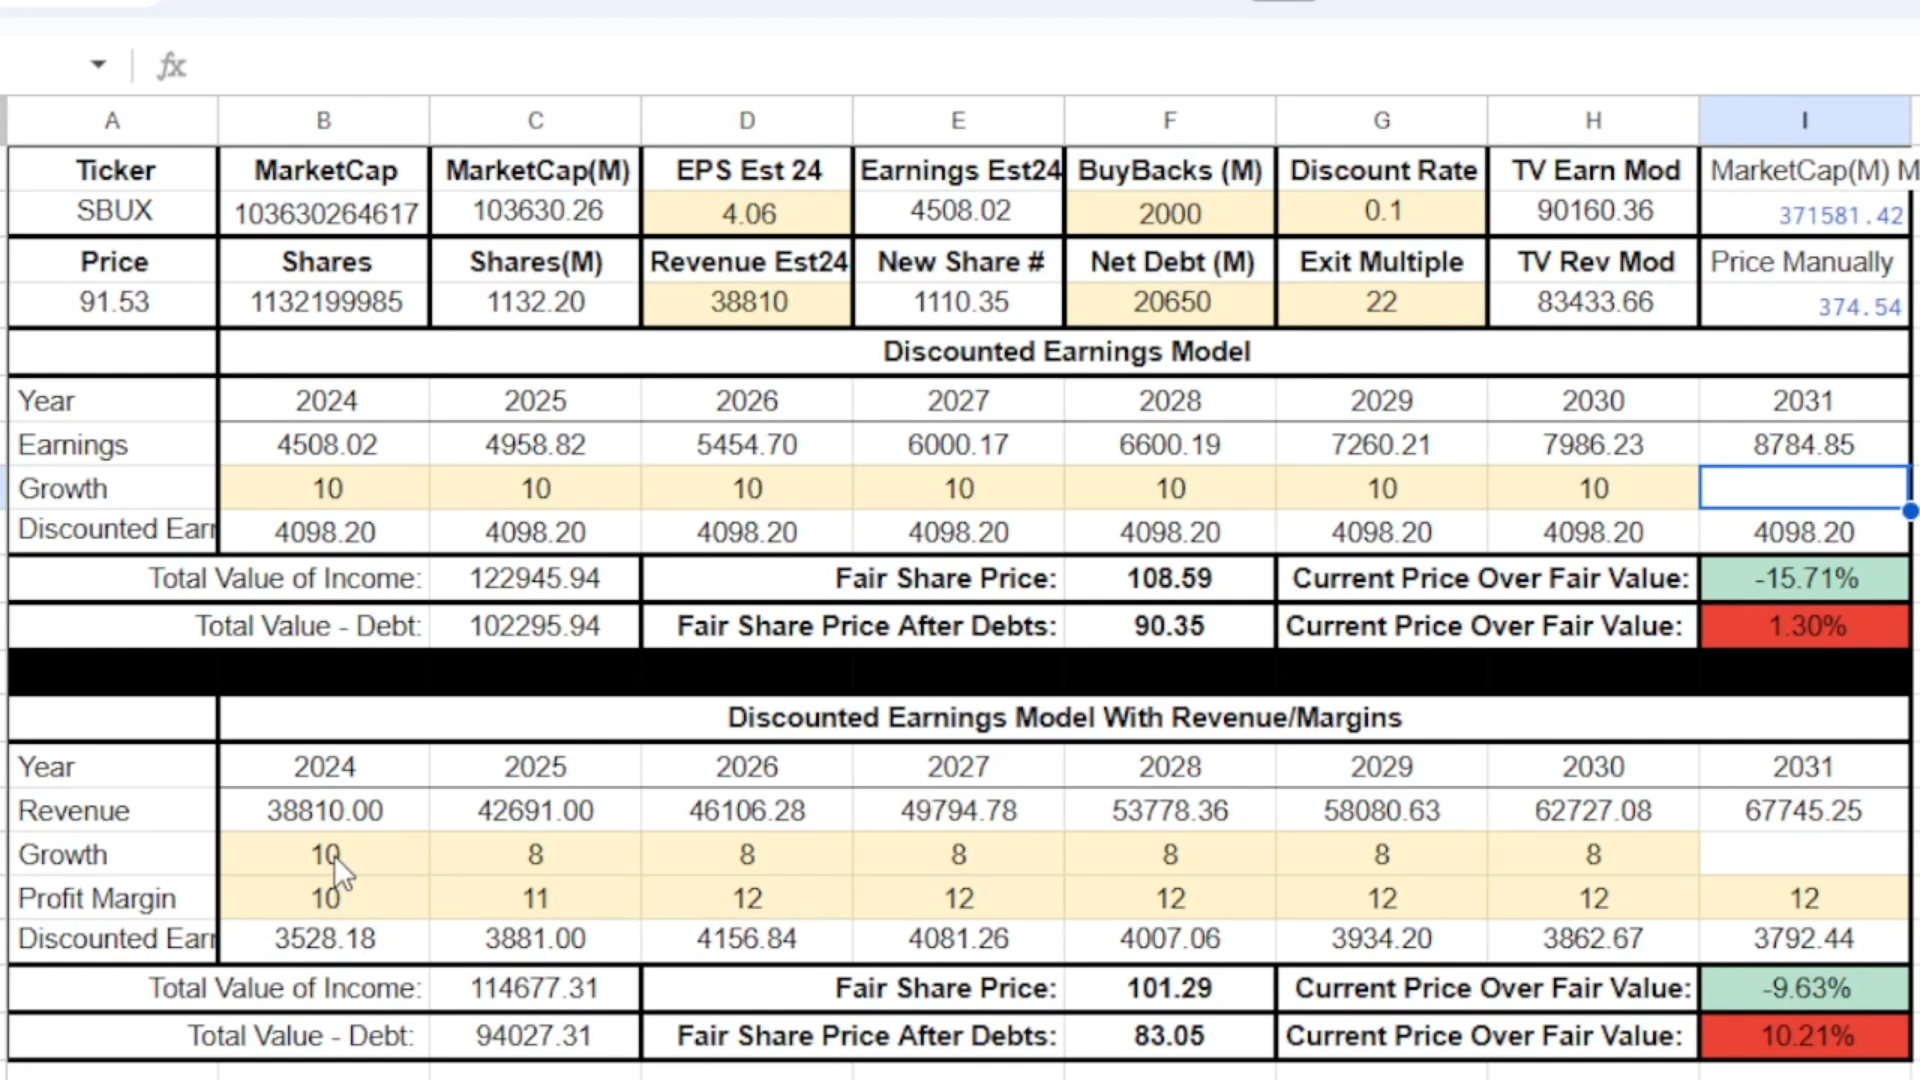 fx
A B C D E F G H I
Ticker MarketCap MarketCap(M) EPS Est 24 Earnings Est24 BuyBacks (M) Discount Rate TV Earn Mod MarketCap(M) M
SBUX 103630264617 103630.26 4.06 4508.02 2000 0.1 90160.36 371581.42
Price Shares Shares(M) Revenue Est24 New Share # Net Debt (M) Exit Multiple TV Rev Mod Price Manually
91.53 1132199985 1132.20 38810 1110.35 20650 22 83433.66 374.54
Discounted Earnings Model
Year 2024 2025 2026 2027 2028 2029 2030 2031
Earnings 4508.02 4958.82 5454.70 6000.17 6600.19 7260.21 7986.23 8784.85
Growth 10 10 10 10 10 10 10
Discounted Earr 4098.20 4098.20 4098.20 4098.20 4098.20 4098.20 4098.20 4098.20
Total Value of Income: 122945.94 Fair Share Price: 108.59 Current Price Over Fair Value: -15.71%
Total Value - Debt: 102295.94 Fair Share Price After Debts: 90.35 Current Price Over Fair Value: 1.30%
Discounted Earnings Model With Revenue/Margins
Year 2024 2025 2026 2027 2028 2029 2030 2031
Revenue 38810.00 42691.00 46106.28 49794.78 53778.36 58080.63 62727.08 67745.25
Growth 10 8 8 8 8 8 8
Profit Margin 10 11 12 12 12 12 12 12
Discounted Earr 3528.18 3881.00 4156.84 4081.26 4007.06 3934.20 3862.67 3792.44
Total Value of Income: 114677.31 Fair Share Price: 101.29 Current Price Over Fair Value: -9.63%
Total Value - Debt: 94027.31 Fair Share Price After Debts: 83.05 Current Price Over Fair Value: 10.21%